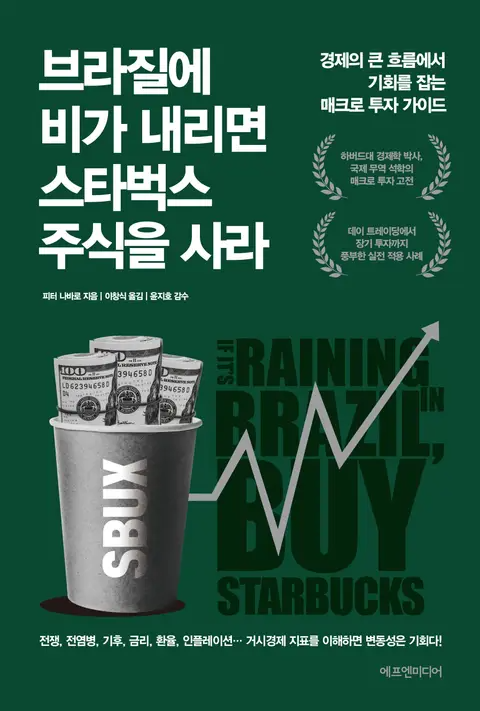 브라질에
비가 내리면
스타벅스
주식을 사라
경제의 큰 흐름에서
기회를 잡는
매크로 투자 가이드
하버드대 경제학 박사,
국제 무역 석학의
매크로 투자 고전
데이 트레이딩에서
장기 투자까지
풍부한 실전 적용 사례
피터 나바로 지음 | 이창식 옮김 | 윤지호 감수
100
LD 62394658 D
D4
394658 D
4658 D
SBUX
IF IT'S
RAINING
IN
BRAZIL,
BUY
STARBUCKS
전쟁, 전염병, 기후, 금리, 환율, 인플레이션… 거시경제 지표를 이해하면 변동성은 기회다!
에프엔미디어